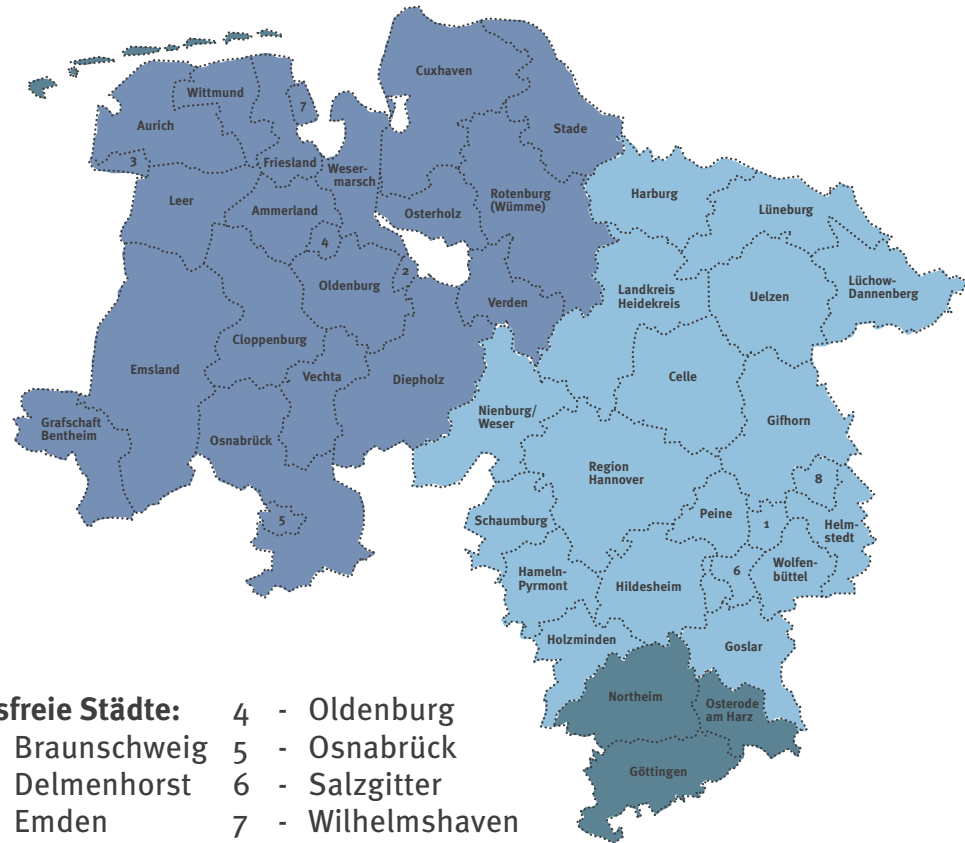 Cuxhaven
Wittmund
7
Aurich
Stade
3
Friesland
Weser-
marsch
Harburg
Rotenburg
(Wümme)
Leer
Ammerland
Osterholz
Lüneburg
4
2
Oldenburg
Landkreis
Heidekreis
Uelzen
Lüchow-
Dannenberg
Verden
Cloppenburg
Emsland
Vechta
Diepholz
Celle
Nienburg/
Weser
Gifhorn
Grafschaft
Bentheim
Osnabrück
Region
Hannover
8
Peine
5
Schaumburg
1
Helm-
stedt
Hameln-
Pyrmont
Hildesheim
6
Wolfen-
büttel
Holzminden
Goslar
Northeim
Osterode
am Harz
Göttingen
sfreie Städte: 4 - Oldenburg
Braunschweig 5 - Osnabrück
Delmenhorst 6 - Salzgitter
Emden 7 - Wilhelmshaven